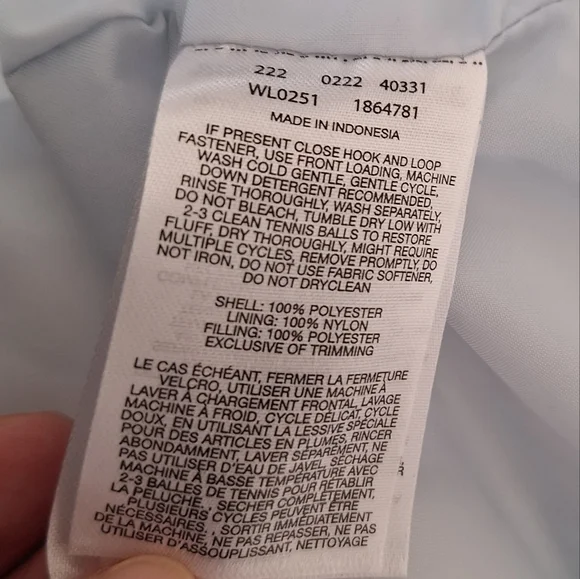 222 0222 40331
WL0251 1864781
MADE IN INDONESIA
IF PRESENT CLOSE HOOK AND LOOP
FASTENER, USE FRONT LOADING, MACHINE
WASH COLD GENTLE, GENTLE CYCLE,
DOWN DETERGENT RECOMMENDED,
RINSE THOROUGHLY, WASH SEPARATELY,
DO NOT BLEACH, TUMBLE DRY LOW WITH
2-3 CLEAN TENNIS BALLS TO RESTORE
FLUFF, DRY THOROUGHLY, MIGHT REQUIRE
MULTIPLE CYCLES, REMOVE PROMPTLY, DO
NOT IRON, DO NOT USE FABRIC SOFTENER,
DO NOT DRYCLEAN
SHELL: 100% POLYESTER
LINING: 100% NYLON
FILLING: 100% POLYESTER
EXCLUSIVE OF TRIMMING
LE CAS ÉCHÉANT, FERMER LA FERMETURE
VELCRO, UTILISER UNE MACHINE À
LAVER À CHARGEMENT FRONTAL, LAVAGE
MACHINE À FROID, CYCLE DÉLICAT, CYCLE
DOUX, EN UTILISANT LA LESSIVE SPÉCIALE
POUR DES ARTICLES EN PLUMES, RINCER
ABONDAMMENT, LAVER SÉPARÉMENT, NE
PAS UTILISER D'EAU DE JAVEL, SÉCHAGE
MACHINE À BASSE TEMPÉRATURE AVEC
2-3 BALLES DE TENNIS POUR RÉTABLIR
LA PELUCHE , SECHER COMPLÈTEMENT,
PLUSIEURS CYCLES PEUVENT ÊTRE
NÉCESSAIRES, , SORTIR IMMÉDIATEMENT
DE LA MACHINE, NE PAS REPASSER, NE PAS
UTILISER D'ASSOUPLISSANT, NETTOYAGE